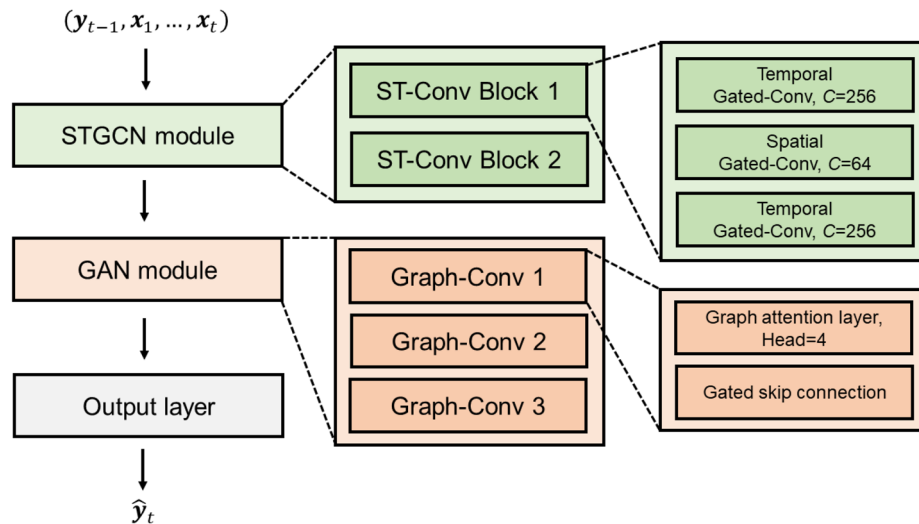 (y_{t−1}, x_1, …, x_t)
STGCN module
GAN module
Output layer
ŷ_t
ST-Conv Block 1
ST-Conv Block 2
Graph-Conv 1
Graph-Conv 2
Graph-Conv 3
Temporal
Gated-Conv, C=256
Spatial
Gated-Conv, C=64
Temporal
Gated-Conv, C=256
Graph attention layer,
Head=4
Gated skip connection